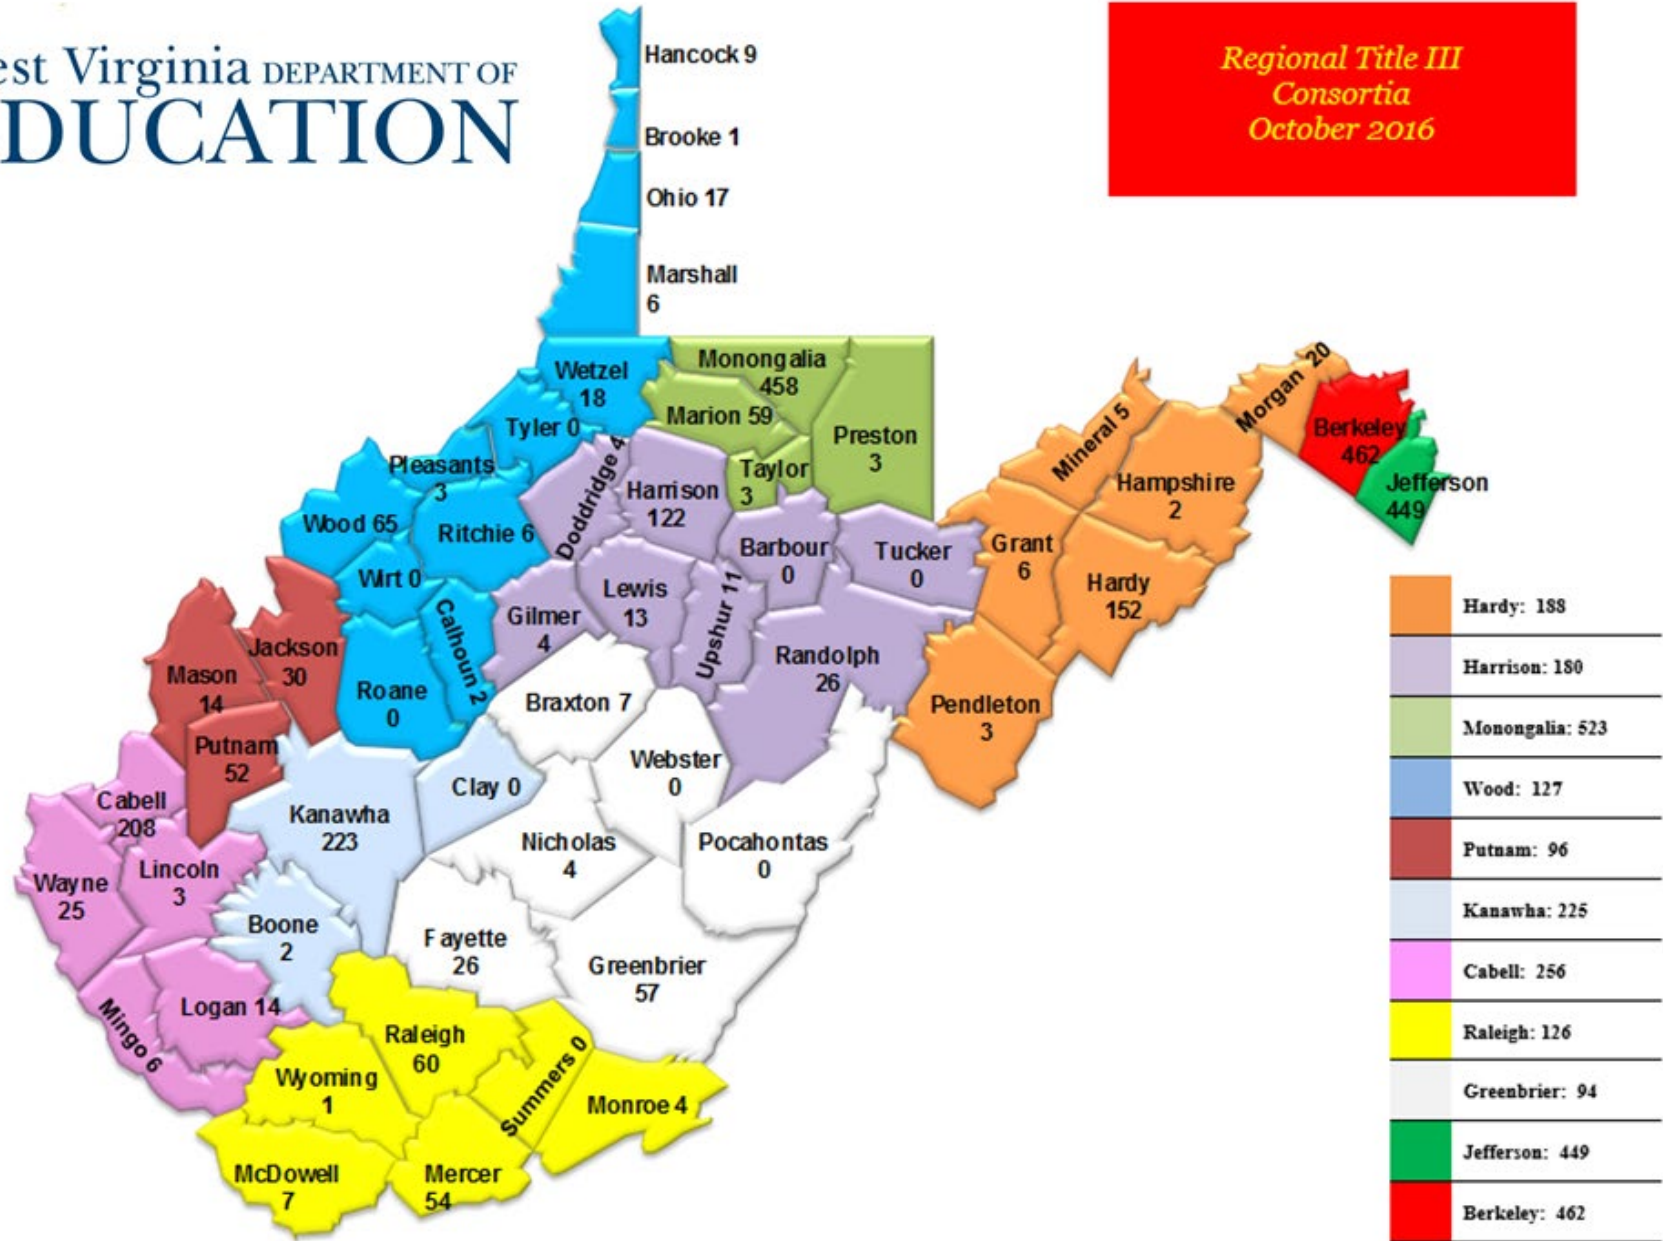 est Virginia DEPARTMENT OF
DUCATION
Regional Title III
Consortia
October 2016
Hancock 9
Brooke 1
Ohio 17
Marshall
6
Wetzel
18
Monongalia
458
Marion 59
Preston
3
Taylor
3
Tyler 0
Pleasants
3
Doddridge 4
Harrison
122
Wood 65
Ritchie 6
Wirt 0
Barbour
0
Tucker
0
Grant
6
Mineral 5
Hampshire
2
Morgan 20
Berkeley
462
Jefferson
449
Hardy
152
Calhoun 2
Gilmer
4
Lewis
13
Upshur 11
Randolph
26
Pendleton
3
Jackson
30
Mason
14
Roane
0
Braxton 7
Putnam
52
Webster
0
Clay 0
Cabell
208
Kanawha
223
Nicholas
4
Pocahontas
0
Lincoln
3
Wayne
25
Boone
2
Fayette
26
Greenbrier
57
Logan 14
Mingo 6
Raleigh
60
Summers 0
Wyoming
1
Monroe 4
McDowell
7
Mercer
54
Hardy: 188
Harrison: 180
Monongalia: 523
Wood: 127
Putnam: 96
Kanawha: 225
Cabell: 256
Raleigh: 126
Greenbrier: 94
Jefferson: 449
Berkeley: 462